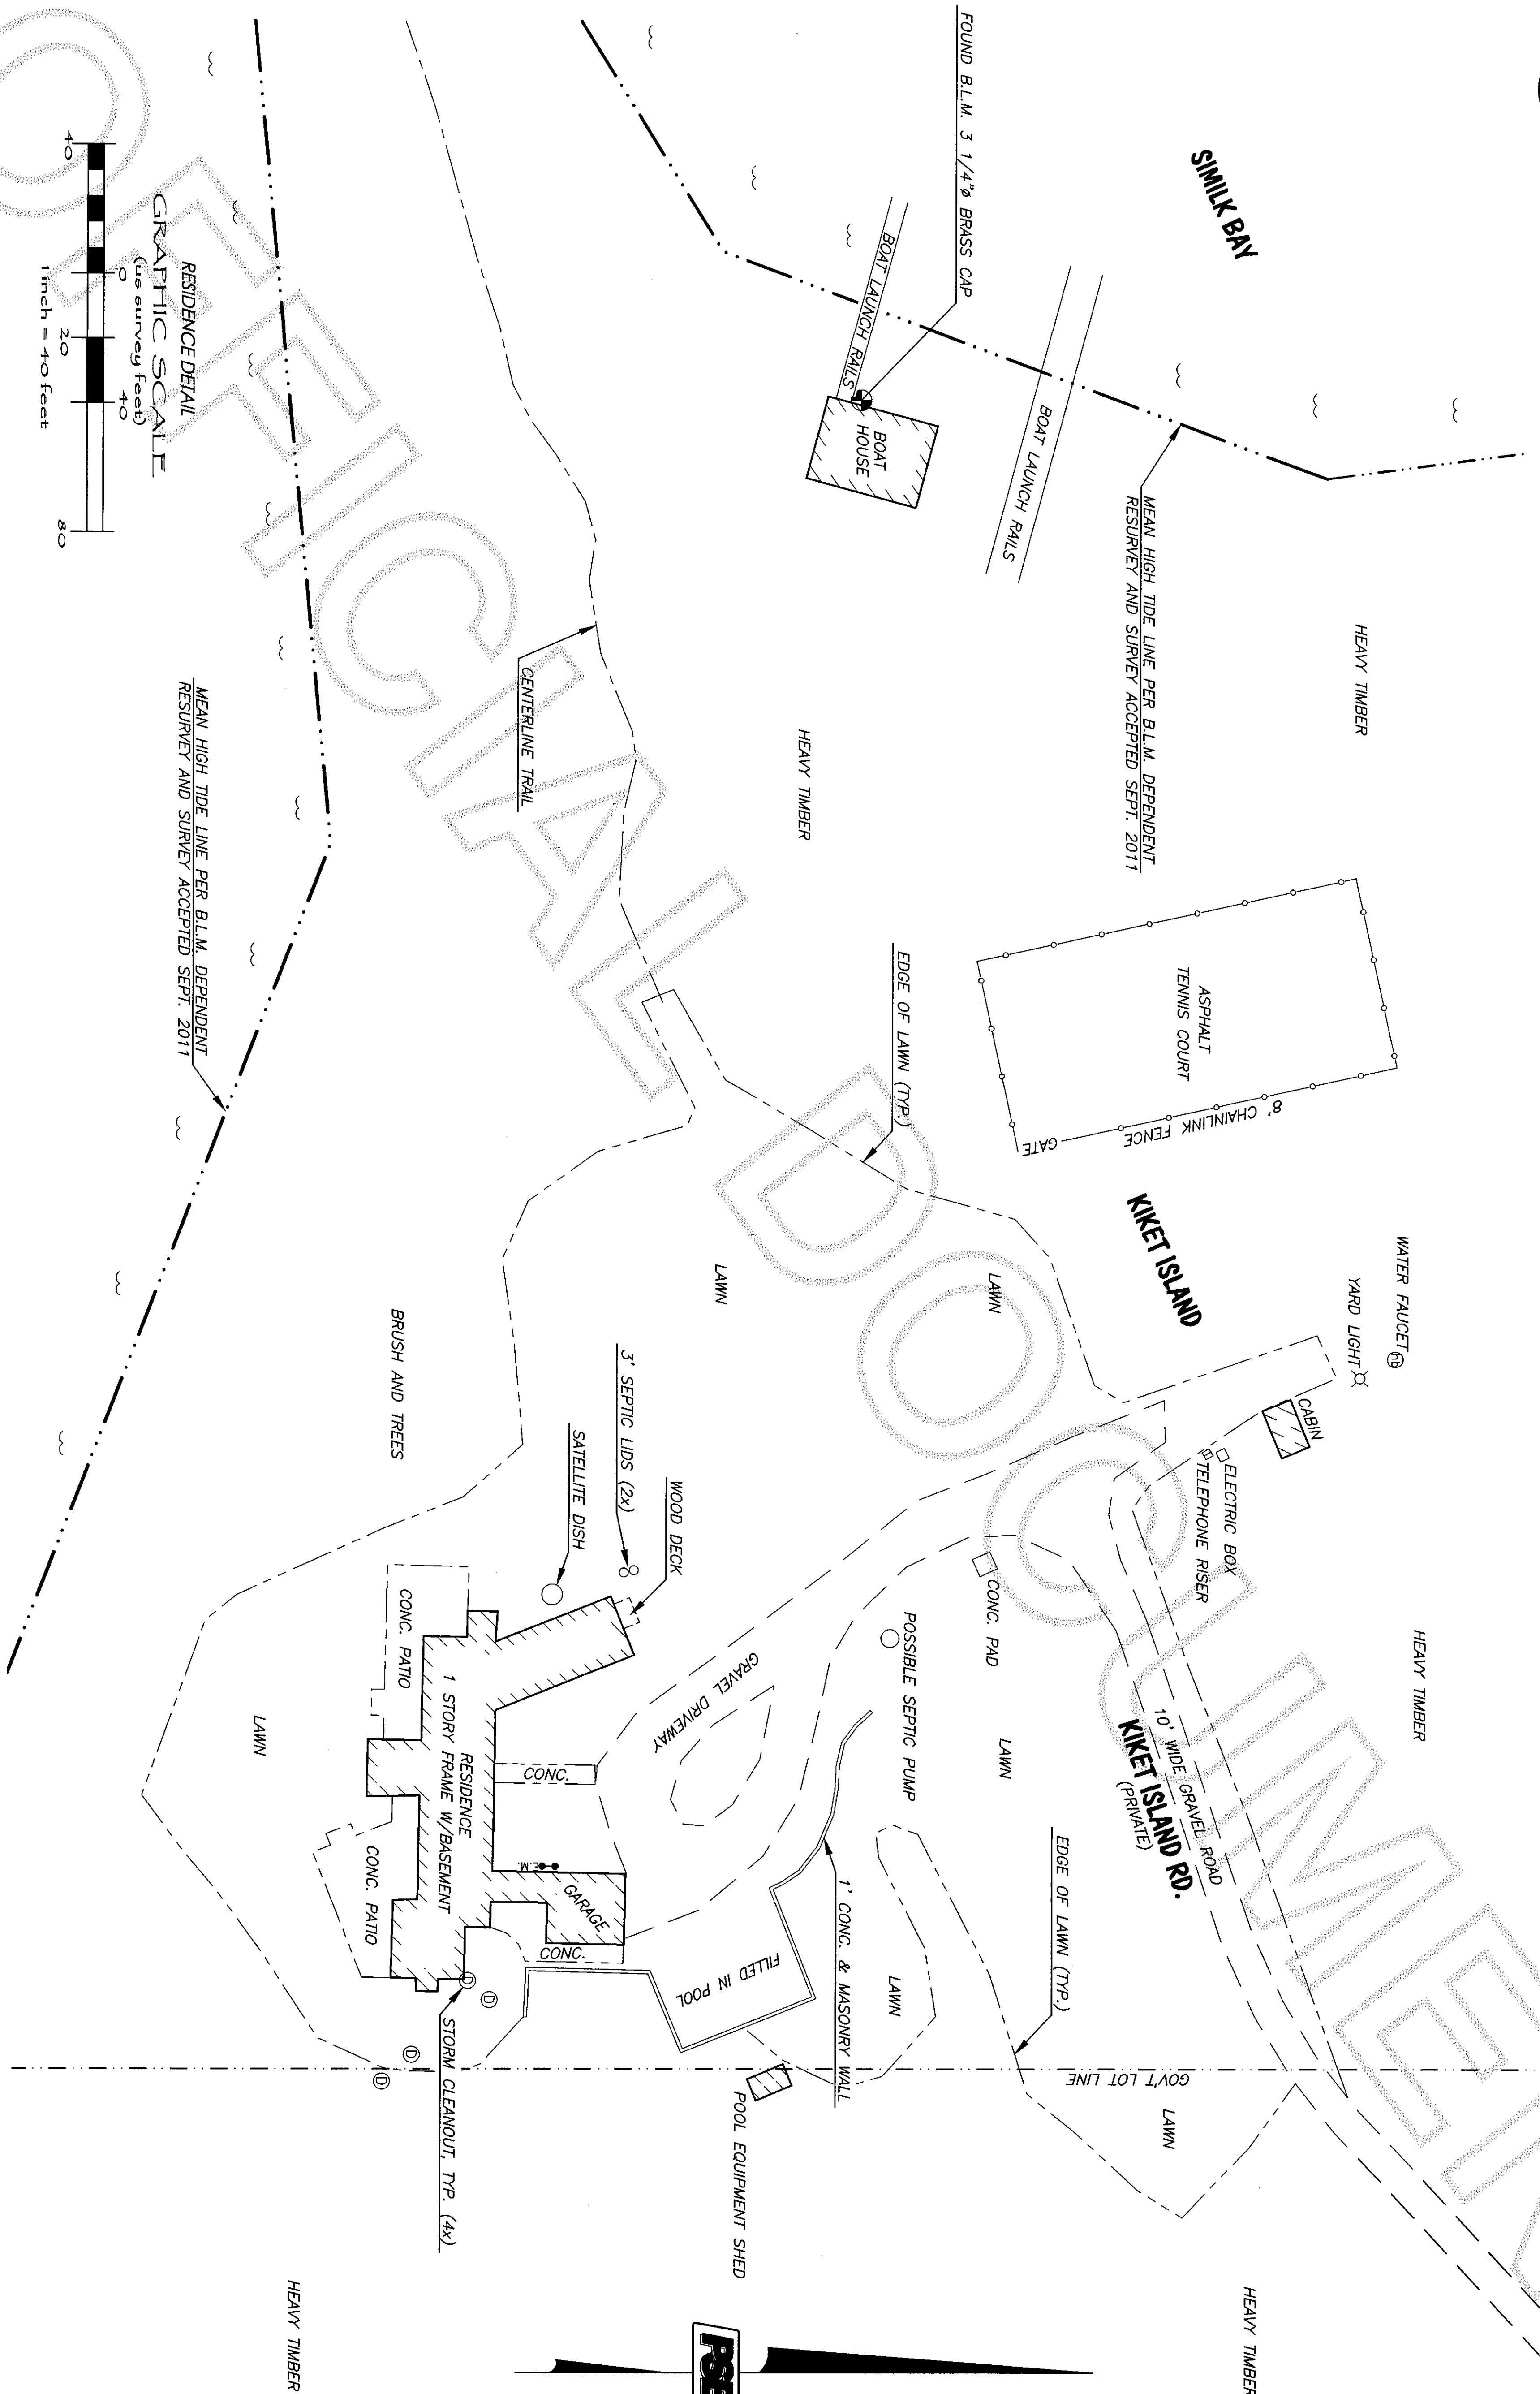 SIMILK BAY
FOUND B.L.M. 3 1/4"ø BRASS CAP
BOAT LAUNCH RAILS
BOAT
HOUSE
BOAT LAUNCH RAILS
MEAN HIGH TIDE LINE PER B.L.M. DEPENDENT
RESURVEY AND SURVEY ACCEPTED SEPT. 2011
HEAVY TIMBER
HEAVY TIMBER
CENTERLINE TRAIL
RESIDENCE DETAIL
GRAPHIC SCALE
(us survey feet)
40
0
20
40
80
1 inch = 40 feet
MEAN HIGH TIDE LINE PER B.L.M. DEPENDENT
RESURVEY AND SURVEY ACCEPTED SEPT. 2011
ASPHALT
TENNIS COURT
8' CHAINLINK FENCE
GATE
EDGE OF LAWN (TYP.)
KIKET ISLAND
WATER FAUCET
hb
YARD LIGHT
CABIN
ELECTRIC BOX
TELEPHONE RISER
LAWN
LAWN
BRUSH AND TREES
3' SEPTIC LIDS (2x)
SATELLITE DISH
WOOD DECK
CONC. PAD
POSSIBLE SEPTIC PUMP
HEAVY TIMBER
10' WIDE GRAVEL ROAD
KIKET ISLAND RD.
(PRIVATE)
LAWN
GRAVEL DRIVEWAY
CONC. PATIO
RESIDENCE
1 STORY FRAME W/BASEMENT
CONC.
E.M.
GARAGE
CONC.
CONC. PATIO
LAWN
FILLED IN POOL
1' CONC. & MASONRY WALL
LAWN
EDGE OF LAWN (TYP.)
GOV'T LOT LINE
LAWN
D
D
D
D
STORM CLEANOUT, TYP. (4x)
POOL EQUIPMENT SHED
HEAVY TIMBER
HEAVY TIMBER
PSE
OFFICIAL DOCUMEN